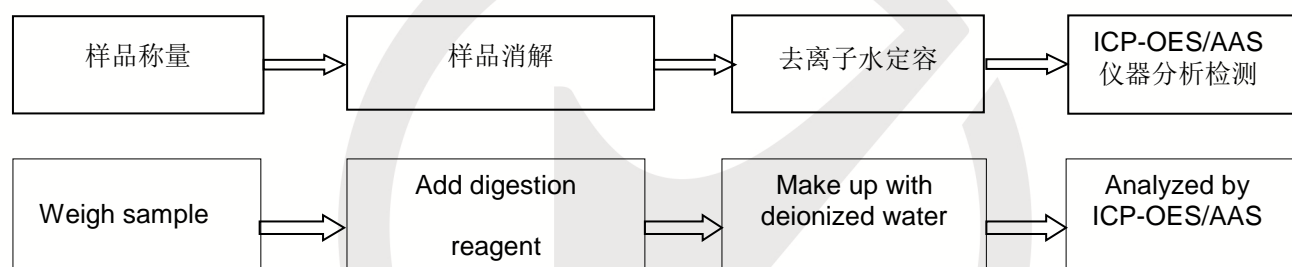 样品称量
样品消解
去离子水定容
ICP-OES/AAS
仪器分析检测
Weigh sample
Add digestion
reagent
Make up with
deionized water
Analyzed by
ICP-OES/AAS